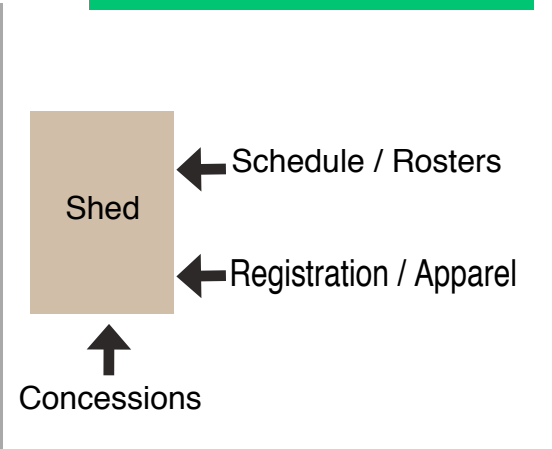 Schedule / Rosters
Shed
Registration / Apparel
Concessions